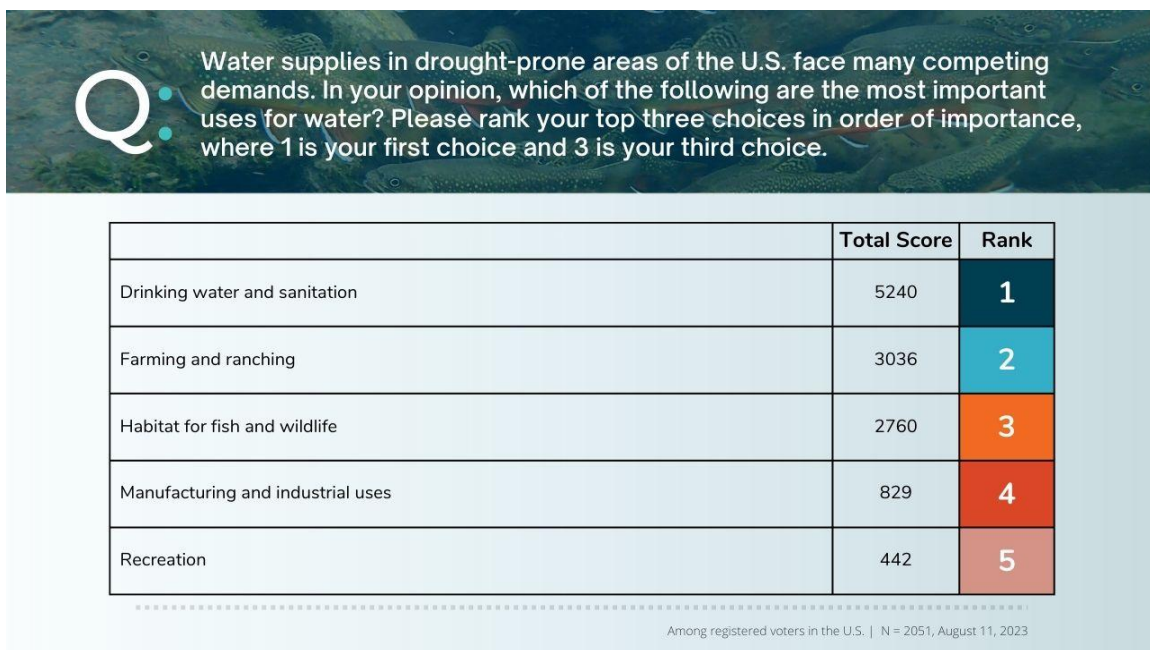 Q:
Water supplies in drought-prone areas of the U.S. face many competing
demands. In your opinion, which of the following are the most important
uses for water? Please rank your top three choices in order of importance,
where 1 is your first choice and 3 is your third choice.
Total Score Rank
Drinking water and sanitation 5240 1
Farming and ranching 3036 2
Habitat for fish and wildlife 2760 3
Manufacturing and industrial uses 829 4
Recreation 442 5
Among registered voters in the U.S. | N = 2051, August 11, 2023